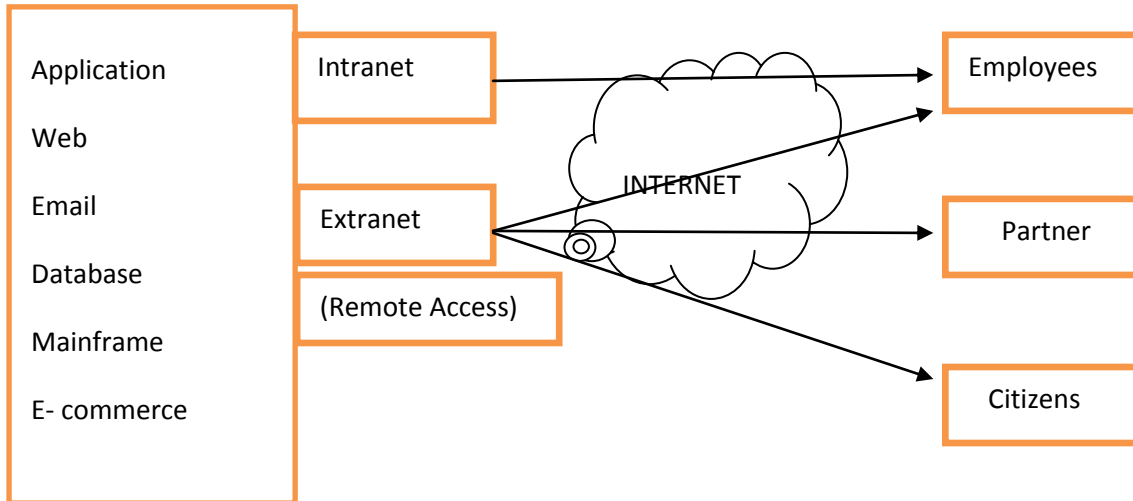 Application
Web
Email
Database
Mainframe
E- commerce
Intranet
Extranet
(Remote Access)
INTERNET
Employees
Partner
Citizens